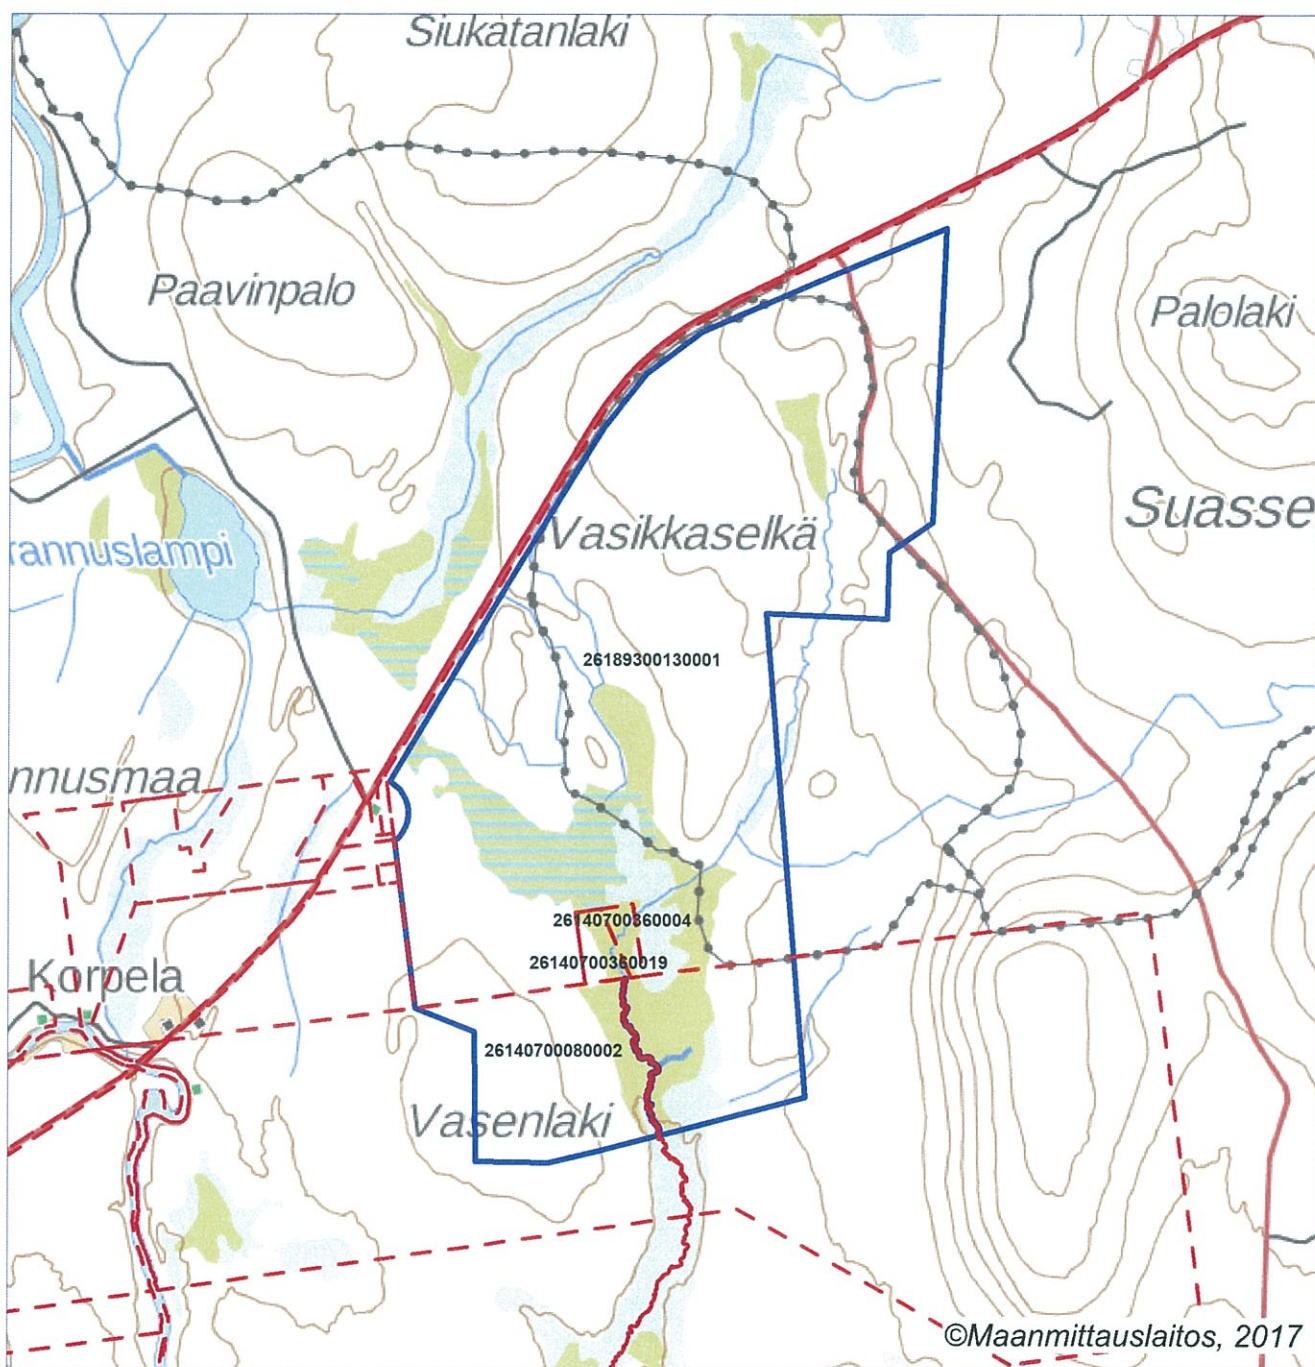 Siukatanlaki
Paavinpalo
Palolaki
Suasse
Vasikkaselkä
rannuslampi
26189300130001
nnusmaa
26140700360004
26140700360019
Korpela
26140700080002
Vasenlaki
©Maanmittauslaitos, 2017